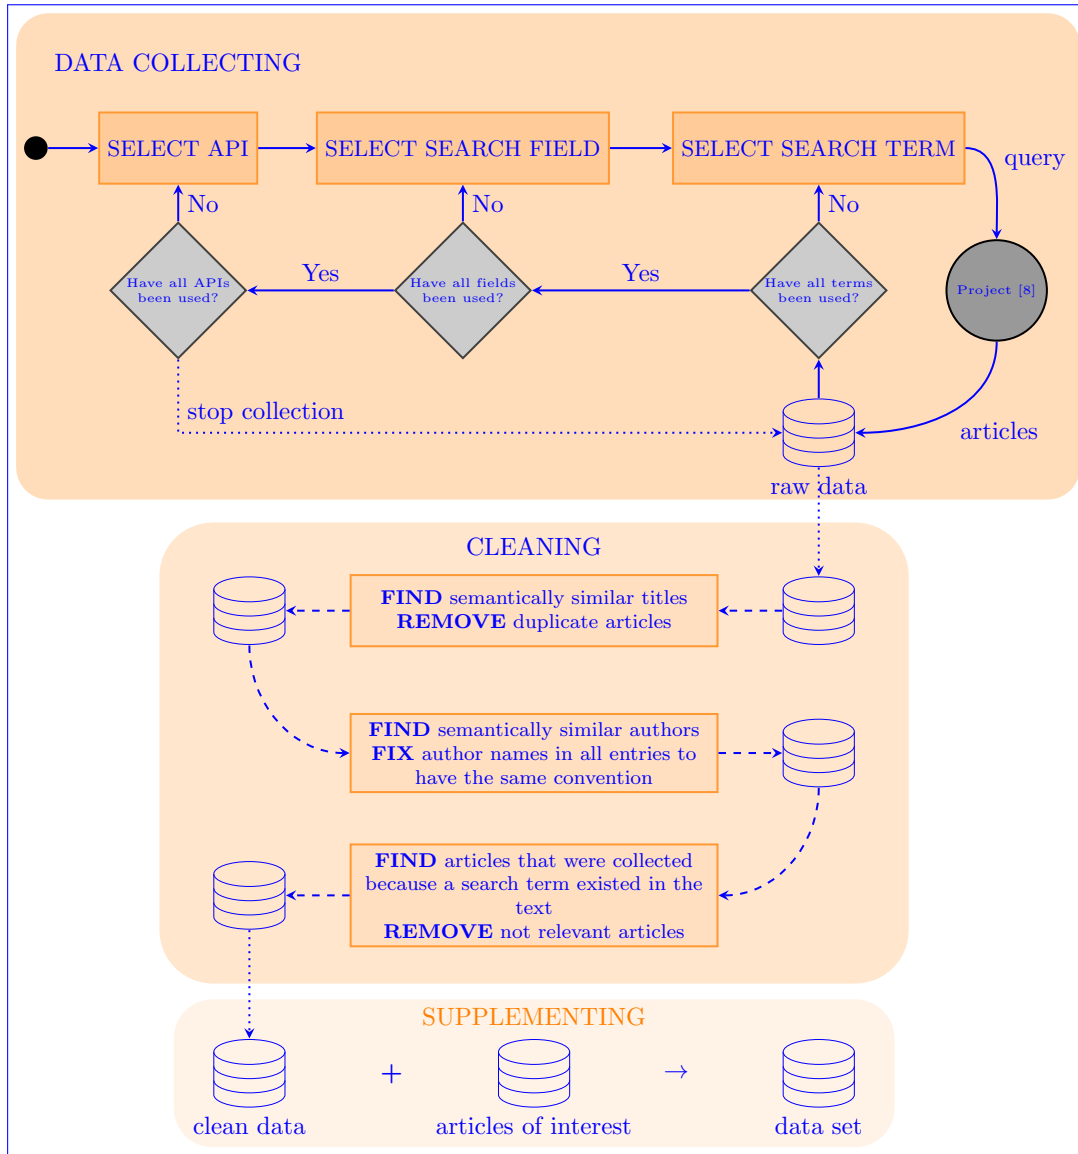 DATA COLLECTING
SELECT API
SELECT SEARCH FIELD
SELECT SEARCH TERM
query
No
No
No
Have all APIs
been used?
Yes
Have all fields
been used?
Yes
Have all terms
been used?
Project [8]
stop collection
articles
raw data
CLEANING
FIND semantically similar titles
REMOVE duplicate articles
FIND semantically similar authors
FIX author names in all entries to
have the same convention
FIND articles that were collected
because a search term existed in the
text
REMOVE not relevant articles
SUPPLEMENTING
+
→
clean data
articles of interest
data set